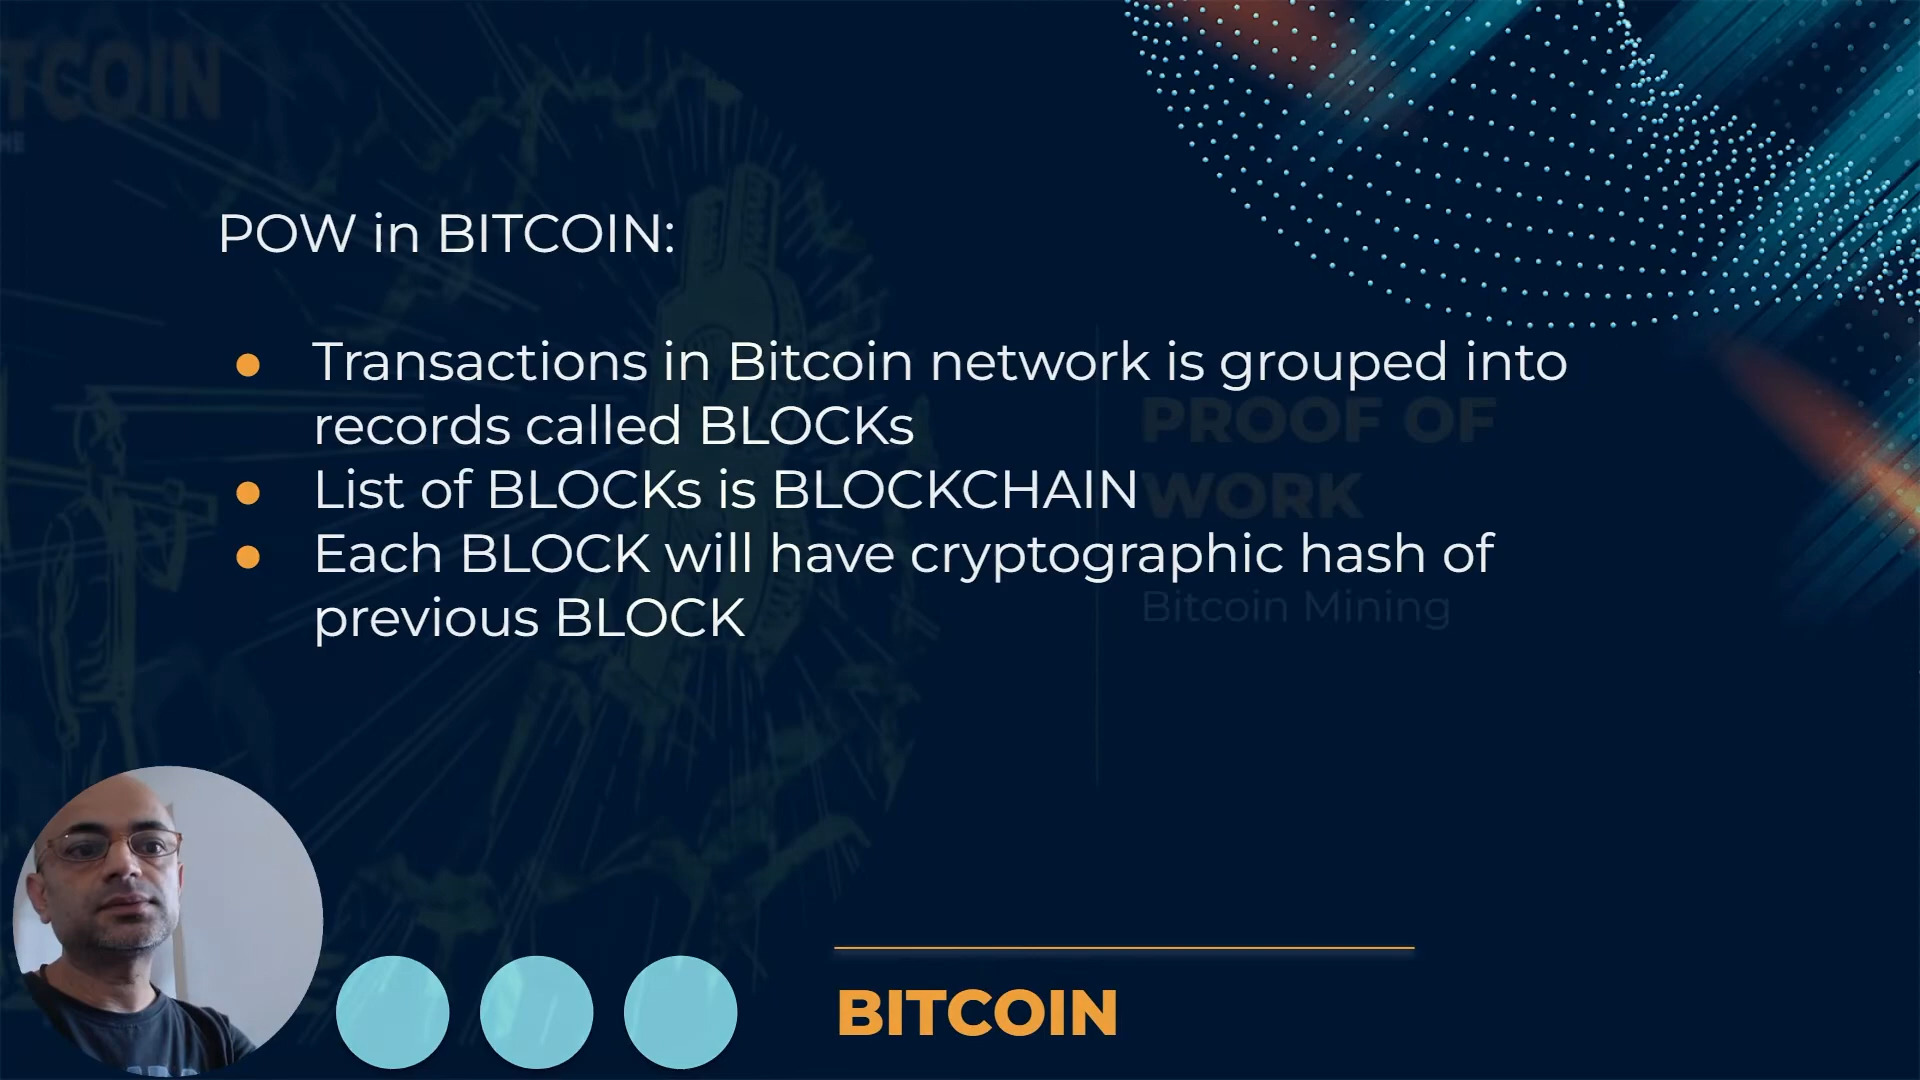 TCOIN
POW in BITCOIN:
Transactions in Bitcoin network is grouped into
records called BLOCKs
List of BLOCKs is BLOCKCHAIN
Each BLOCK will have cryptographic hash of
previous BLOCK
PROOF OF
WORK
Bitcoin Mining
BITCOIN